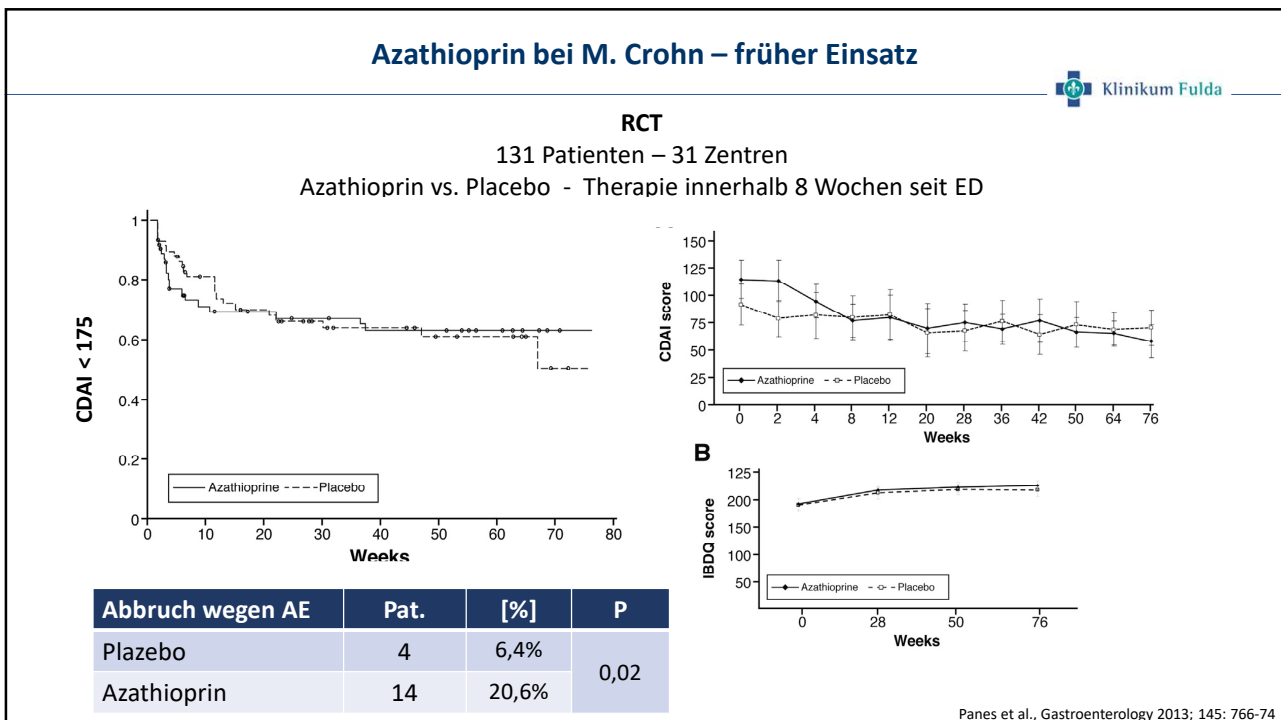 Azathioprin bei M. Crohn – früher Einsatz
Klinikum Fulda
RCT
131 Patienten – 31 Zentren
Azathioprin vs. Placebo - Therapie innerhalb 8 Wochen seit ED
1
0.8
0.6
0.4
0.2
0
CDAI < 175
Azathioprine Placebo
0 10 20 30 40 50 60 70 80
Weeks
150
125
100
75
50
25
0
CDAI score
Azathioprine Placebo
0 2 4 8 12 20 28 36 42 50 64 76
Weeks
B
125
200
150
100
50
IBDQ score
Azathioprine Placebo
0 28 50 76
Weeks
Abbruch wegen AE Pat. [%] P
Plazebo 4 6,4% 0,02
Azathioprin 14 20,6%
Panes et al., Gastroenterology 2013; 145: 766-74